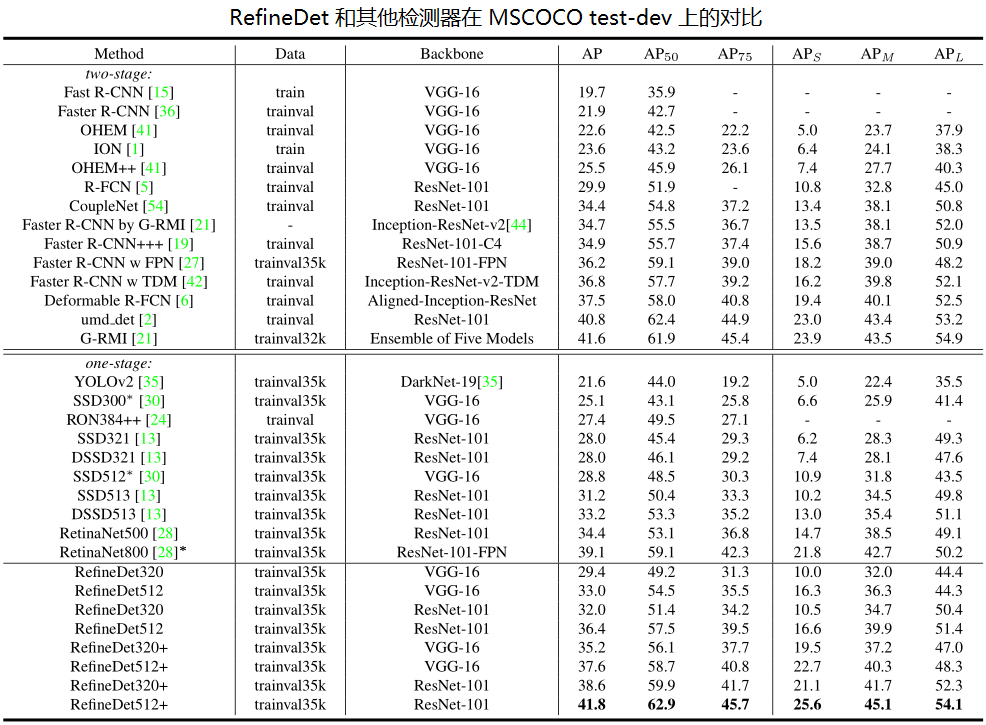 RefineDet 和其他检测器在 MSCOCO test-dev 上的对比
Method Data Backbone AP AP50 AP75 APS APM APL
two-stage:
Fast R-CNN [15] train VGG-16 19.7 35.9 - - - -
Faster R-CNN [36] trainval VGG-16 21.9 42.7 - - - -
OHEM [41] trainval VGG-16 22.6 42.5 22.2 5.0 23.7 37.9
ION [1] train VGG-16 23.6 43.2 23.6 6.4 24.1 38.3
OHEM++ [41] trainval VGG-16 25.5 45.9 26.1 7.4 27.7 40.3
R-FCN [5] trainval ResNet-101 29.9 51.9 - 10.8 32.8 45.0
CoupleNet [54] trainval ResNet-101 34.4 54.8 37.2 13.4 38.1 50.8
Faster R-CNN by G-RMI [21] - Inception-ResNet-v2[44] 34.7 55.5 36.7 13.5 38.1 52.0
Faster R-CNN+++ [19] trainval ResNet-101-C4 34.9 55.7 37.4 15.6 38.7 50.9
Faster R-CNN w FPN [27] trainval35k ResNet-101-FPN 36.2 59.1 39.0 18.2 39.0 48.2
Faster R-CNN w TDM [42] trainval Inception-ResNet-v2-TDM 36.8 57.7 39.2 16.2 39.8 52.1
Deformable R-FCN [6] trainval Aligned-Inception-ResNet 37.5 58.0 40.8 19.4 40.1 52.5
umd_det [2] trainval ResNet-101 40.8 62.4 44.9 23.0 43.4 53.2
G-RMI [21] trainval32k Ensemble of Five Models 41.6 61.9 45.4 23.9 43.5 54.9
one-stage:
YOLOv2 [35] trainval35k DarkNet-19[35] 21.6 44.0 19.2 5.0 22.4 35.5
SSD300* [30] trainval35k VGG-16 25.1 43.1 25.8 6.6 25.9 41.4
RON384++ [24] trainval VGG-16 27.4 49.5 27.1 - - -
SSD321 [13] trainval35k ResNet-101 28.0 45.4 29.3 6.2 28.3 49.3
DSSD321 [13] trainval35k ResNet-101 28.0 46.1 29.2 7.4 28.1 47.6
SSD512* [30] trainval35k VGG-16 28.8 48.5 30.3 10.9 31.8 43.5
SSD513 [13] trainval35k ResNet-101 31.2 50.4 33.3 10.2 34.5 49.8
DSSD513 [13] trainval35k ResNet-101 33.2 53.3 35.2 13.0 35.4 51.1
RetinaNet500 [28] trainval35k ResNet-101 34.4 53.1 36.8 14.7 38.5 49.1
RetinaNet800 [28]* trainval35k ResNet-101-FPN 39.1 59.1 42.3 21.8 42.7 50.2
RefineDet320 trainval35k VGG-16 29.4 49.2 31.3 10.0 32.0 44.4
RefineDet512 trainval35k VGG-16 33.0 54.5 35.5 16.3 36.3 44.3
RefineDet320 trainval35k ResNet-101 32.0 51.4 34.2 10.5 34.7 50.4
RefineDet512 trainval35k ResNet-101 36.4 57.5 39.5 16.6 39.9 51.4
RefineDet320+ trainval35k VGG-16 35.2 56.1 37.7 19.5 37.2 47.0
RefineDet512+ trainval35k VGG-16 37.6 58.7 40.8 22.7 40.3 48.3
RefineDet320+ trainval35k ResNet-101 38.6 59.9 41.7 21.1 41.7 52.3
RefineDet512+ trainval35k ResNet-101 41.8 62.9 45.7 25.6 45.1 54.1